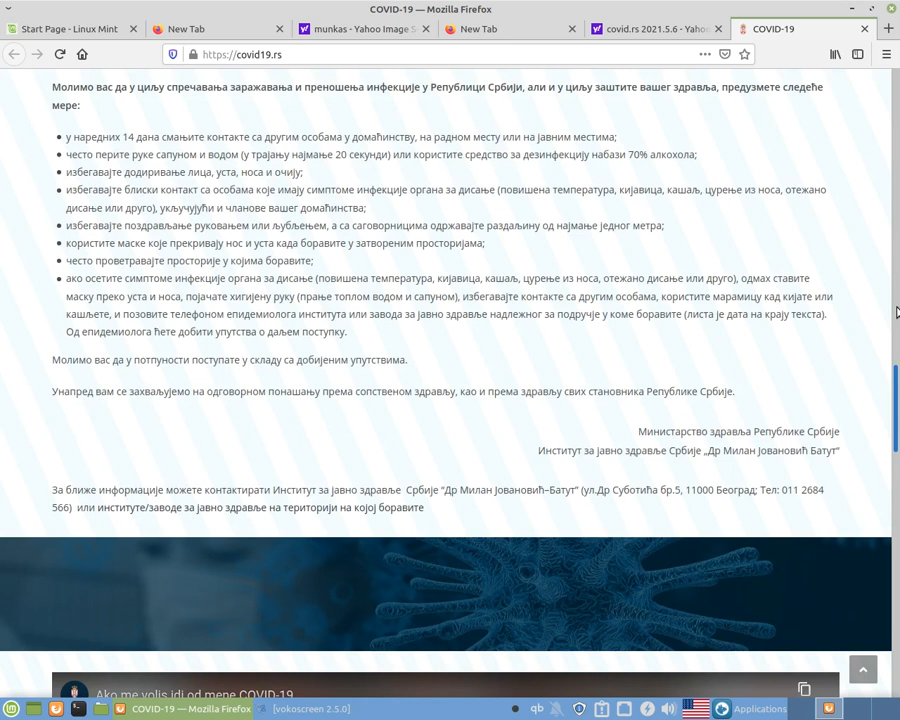 COVID-19 — Mozilla Firefox
Start Page - Linux Mint
New Tab
munkas - Yahoo Image S
New Tab
covid.rs 2021.5.6 - Yahoo
COVID-19
https://covid19.rs
Молимо вас да у циљу спречавања заражавања и преношења инфекције у Републици Србији, али и у циљу заштите вашег здравља, предузмете следеће
мере:
у наредних 14 дана смањите контакте са другим особама у домаћинству, на радном месту или на јавним местима;
често перите руке сапуном и водом (у трајању најмање 20 секунди) или користите средство за дезинфекцију набази 70% алкохола;
избегавајте додиривање лица, уста, носа и очију;
избегавајте блиски контакт са особама које имају симптоме инфекције органа за дисање (повишена температура, кијавица, кашаљ, цурење из носа, отежано
дисање или друго), укључујући и чланове вашег домаћинства;
избегавајте поздрављање руковањем или љубљењем, а са саговорницима одржавајте раздаљину од најмање једног метра;
користите маске које прекривају нос и уста када боравите у затвореним просторијама;
често проветравајте просторије у којима боравите;
ако осетите симптоме инфекције органа за дисање (повишена температура, кијавица, кашаљ, цурење из носа, отежано дисање или друго), одмах ставите
маску преко уста и носа, појачате хигијену руку (прање топлом водом и сапуном), избегавајте контакте са другим особама, користите марамицу кад кијате или
кашљете, и позовите телефоном епидемиолога института или завода за јавно здравље надлежног за подручје у коме боравите (листа је дата на крају текста).
Од епидемиолога ћете добити упутства о даљем поступку.
Молимо вас да у потпуности поступате у складу са добијеним упутствима.
Унапред вам се захваљујемо на одговорном понашању према сопственом здрављу, као и према здрављу свих становника Републике Србије.
Министарство здравља Републике Србије
Институт за јавно здравље Србије „Др Милан Јовановић Батут“
За ближе информације можете контактирати Институт за јавно здравље Србије “Др Милан Јовановић–Батут” (ул.Др Суботића бр.5, 11000 Београд; Тел: 011 2684
566) или институте/заводе за јавно здравље на територији на којој боравите
Ako me volis idi od mene COVID-19
COVID-19 — Mozilla Firefox
[vokoscreen 2.5.0]
qb
Applications